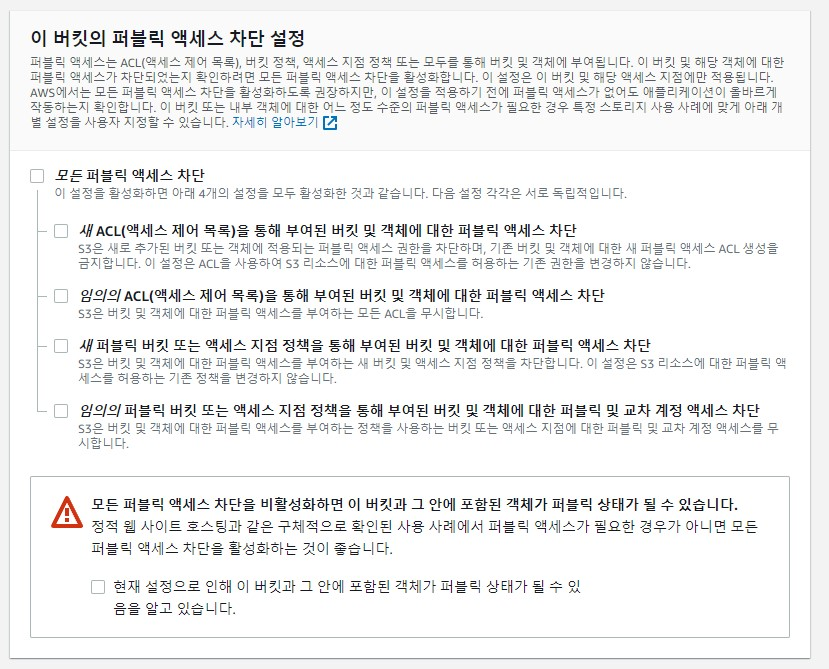 이 버킷의 퍼블릭 액세스 차단 설정
퍼블릭 액세스는 ACL(액세스 제어 목록), 버킷 정책, 액세스 지점 정책 또는 모두를 통해 버킷 및 객체에 부여됩니다. 이 버킷 및 해당 객체에 대한
퍼블릭 액세스가 차단되었는지 확인하려면 모든 퍼블릭 액세스 차단을 활성화합니다. 이 설정은 이 버킷 및 해당 액세스 지점에만 적용됩니다.
AWS에서는 모든 퍼블릭 액세스 차단을 활성화하도록 권장하지만, 이 설정을 적용하기 전에 퍼블릭 액세스가 없어도 애플리케이션이 올바르게
작동하는지 확인합니다. 이 버킷 또는 내부 객체에 대한 어느 정도 수준의 퍼블릭 액세스가 필요한 경우 특정 스토리지 사용 사례에 맞게 아래 개
별 설정을 사용자 지정할 수 있습니다. 자세히 알아보기
모든 퍼블릭 액세스 차단
이 설정을 활성화하면 아래 4개의 설정을 모두 활성화한 것과 같습니다. 다음 설정 각각은 서로 독립적입니다.
새 ACL(액세스 제어 목록)을 통해 부여된 버킷 및 객체에 대한 퍼블릭 액세스 차단
S3은 새로 추가된 버킷 또는 객체에 적용되는 퍼블릭 액세스 권한을 차단하며, 기존 버킷 및 객체에 대한 새 퍼블릭 액세스 ACL 생성을
금지합니다. 이 설정은 ACL을 사용하여 S3 리소스에 대한 퍼블릭 액세스를 허용하는 기존 권한을 변경하지 않습니다.
임의의 ACL(액세스 제어 목록)을 통해 부여된 버킷 및 객체에 대한 퍼블릭 액세스 차단
S3은 버킷 및 객체에 대한 퍼블릭 액세스를 부여하는 모든 ACL을 무시합니다.
새 퍼블릭 버킷 또는 액세스 지점 정책을 통해 부여된 버킷 및 객체에 대한 퍼블릭 액세스 차단
S3은 버킷 및 객체에 대한 퍼블릭 액세스를 부여하는 새 버킷 및 액세스 지점 정책을 차단합니다. 이 설정은 S3 리소스에 대한 퍼블릭 액
세스를 허용하는 기존 정책을 변경하지 않습니다.
임의의 퍼블릭 버킷 또는 액세스 지점 정책을 통해 부여된 버킷 및 객체에 대한 퍼블릭 및 교차 계정 액세스 차단
S3은 버킷 및 객체에 대한 퍼블릭 액세스를 부여하는 정책을 사용하는 버킷 또는 액세스 지점에 대한 퍼블릭 및 교차 계정 액세스를 무
시합니다.
모든 퍼블릭 액세스 차단을 비활성화하면 이 버킷과 그 안에 포함된 객체가 퍼블릭 상태가 될 수 있습니다.
정적 웹 사이트 호스팅과 같은 구체적으로 확인된 사용 사례에서 퍼블릭 액세스가 필요한 경우가 아니면 모든
퍼블릭 액세스 차단을 활성화하는 것이 좋습니다.
현재 설정으로 인해 이 버킷과 그 안에 포함된 객체가 퍼블릭 상태가 될 수 있
음을 알고 있습니다.